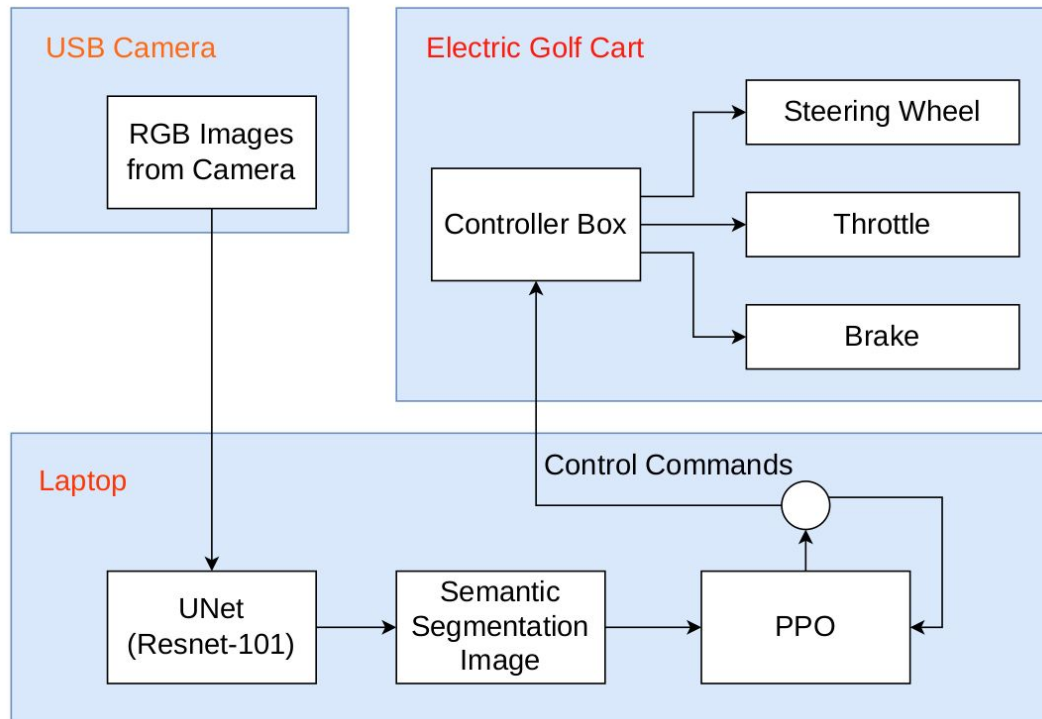 USB Camera
RGB Images
from Camera
Electric Golf Cart
Controller Box
Steering Wheel
Throttle
Brake
Laptop
Control Commands
UNet
(Resnet-101)
Semantic
Segmentation
Image
PPO